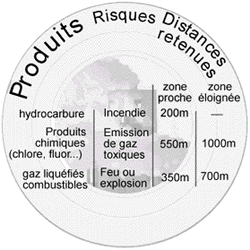 Produits
Risques
Distances
retenues
zone
proche
zone
éloignée
hydrocarbure
Incendie
200m
—
Produits
chimiques
(chlore, fluor...)
Emission
de gaz
toxiques
550m
1000m
gaz liquéfiés
combustibles
Feu ou
explosion
350m
700m